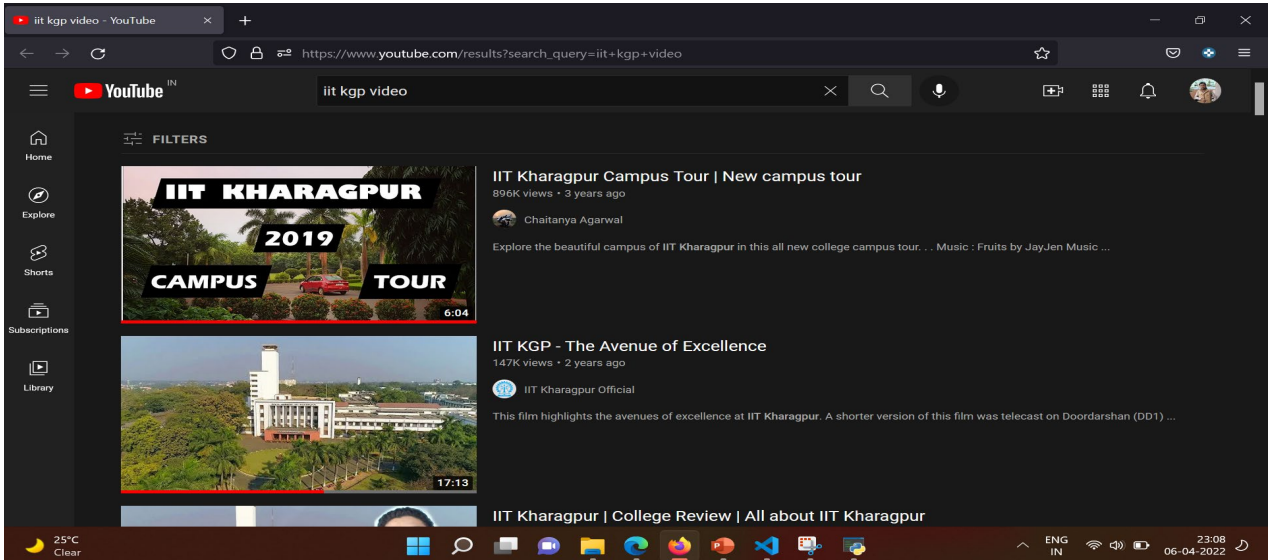 iit kgp video - YouTube
https://www.youtube.com/results?search_query=iit+kgp+video
YouTube IN
iit kgp video
Home
Explore
Shorts
Subscriptions
Library
FILTERS
IIT KHARAGPUR
2019
CAMPUS TOUR
6:04
IIT Kharagpur Campus Tour | New campus tour
896K views • 3 years ago
Chaitanya Agarwal
Explore the beautiful campus of IIT Kharagpur in this all new college campus tour. . . Music : Fruits by JayJen Music ...
17:13
IIT KGP - The Avenue of Excellence
147K views • 2 years ago
IIT Kharagpur Official
This film highlights the avenues of excellence at IIT Kharagpur. A shorter version of this film was telecast on Doordarshan (DD1) ...
IIT Kharagpur | College Review | All about IIT Kharagpur
25°C
Clear
ENG
IN
23:08
06-04-2022